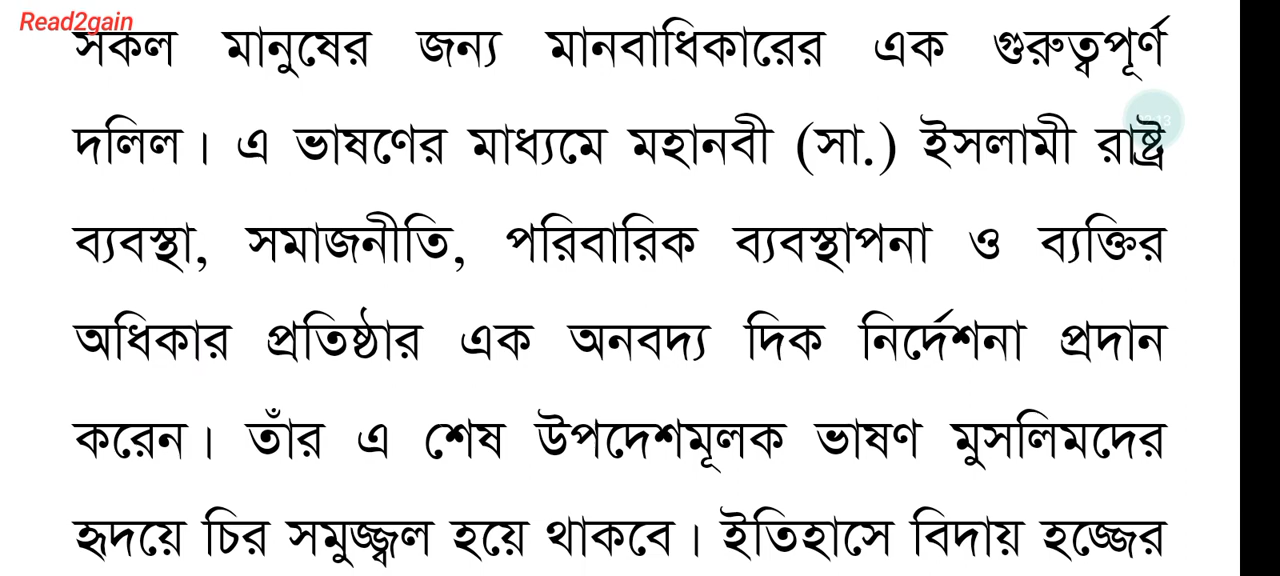 Read2gain
সকল মানুষের জন্য মানবাধিকারের এক গুরুত্বপূর্ণ
দলিল। এ ভাষণের মাধ্যমে মহানবী (সা.) ইসলামী রাষ্ট্র
ব্যবস্থা, সমাজনীতি, পরিবারিক ব্যবস্থাপনা ও ব্যক্তির
অধিকার প্রতিষ্ঠার এক অনবদ্য দিক নির্দেশনা প্রদান
করেন। তাঁর এ শেষ উপদেশমূলক ভাষণ মুসলিমদের
হৃদয়ে চির সমুজ্জ্বল হয়ে থাকবে। ইতিহাসে বিদায় হজ্জের